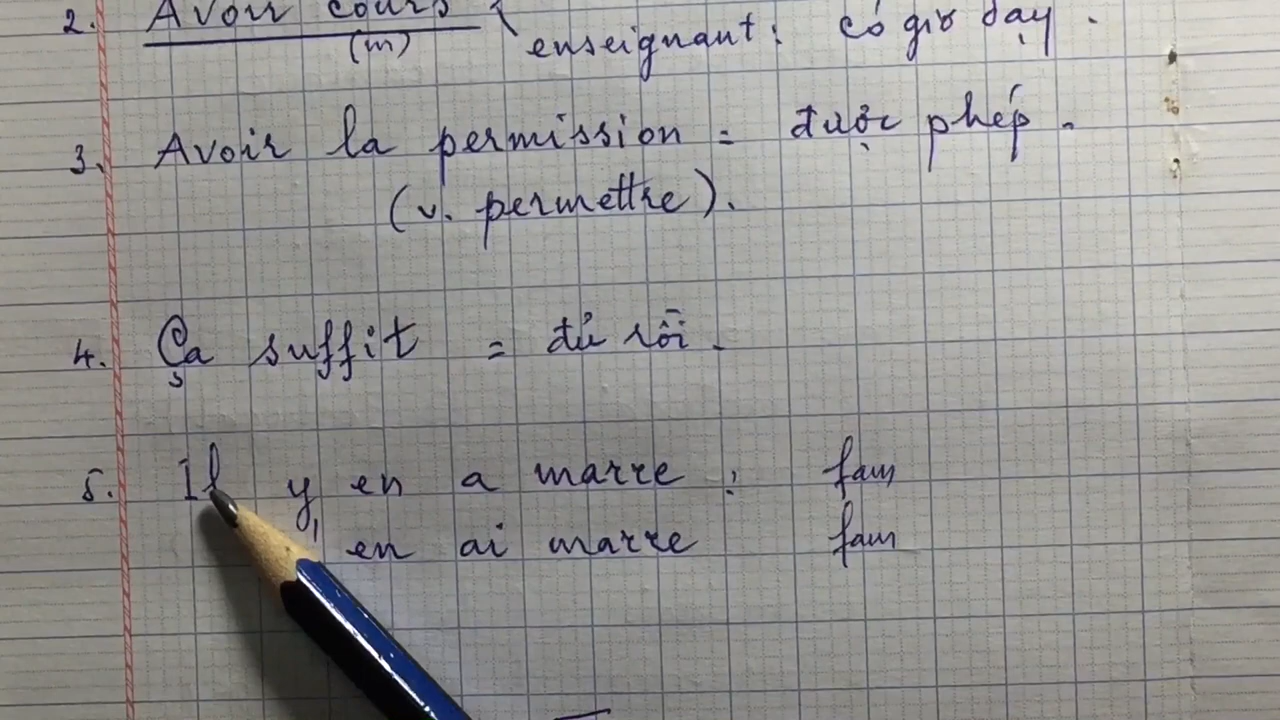 2. Avoir cours
(m) enseignant : có giờ dạy .
3. Avoir la permission = được phép .
(v. permettre).
4. Ça suffit = đủ rồi .
5. Il y en a marre : fam
en ai marre fam